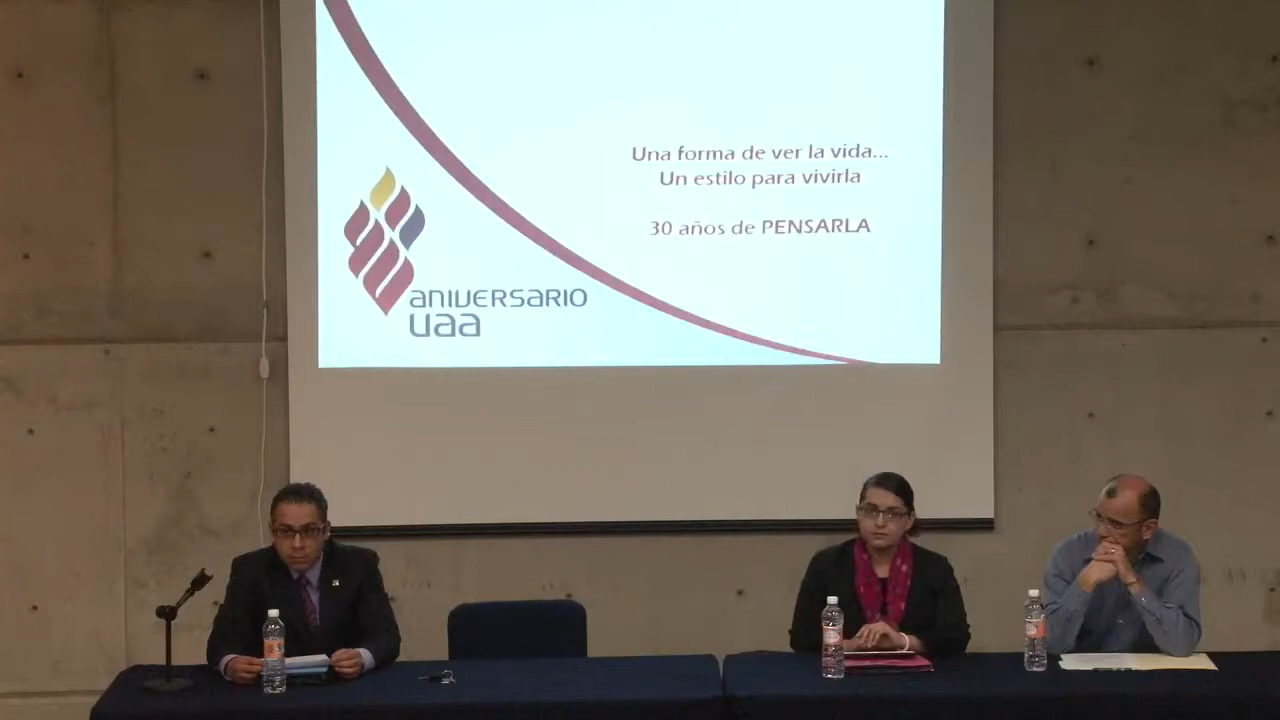 Una forma de ver la vida...
Un estilo para vivirla
30 años de PENSARLA
ANIVERSARIO
UAA